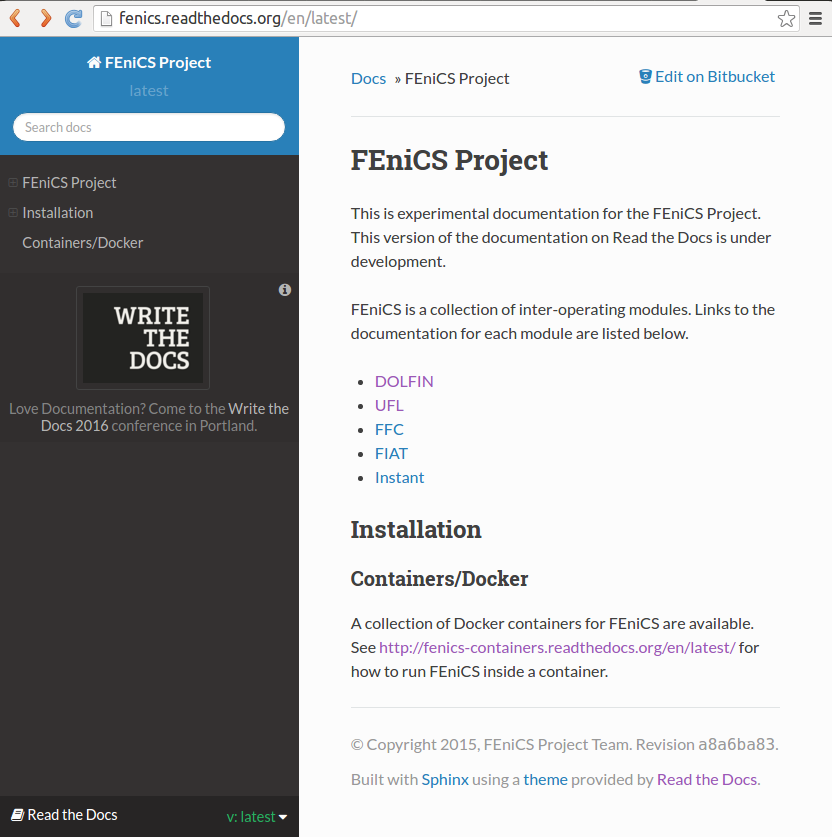 fenics.readthedocs.org/en/latest/
FEniCS Project
latest
Search docs
FEniCS Project
Installation
Containers/Docker
WRITE
THE
DOCS
Love Documentation? Come to the Write the
Docs 2016 conference in Portland.
Read the Docs
v: latest
Docs » FEniCS Project
Edit on Bitbucket
FEniCS Project
This is experimental documentation for the FEniCS Project.
This version of the documentation on Read the Docs is under
development.
FEniCS is a collection of inter-operating modules. Links to the
documentation for each module are listed below.
• DOLFIN
• UFL
• FFC
• FIAT
• Instant
Installation
Containers/Docker
A collection of Docker containers for FEniCS are available.
See http://fenics-containers.readthedocs.org/en/latest/ for
how to run FEniCS inside a container.
© Copyright 2015, FEniCS Project Team. Revision a8a6ba83.
Built with Sphinx using a theme provided by Read the Docs.